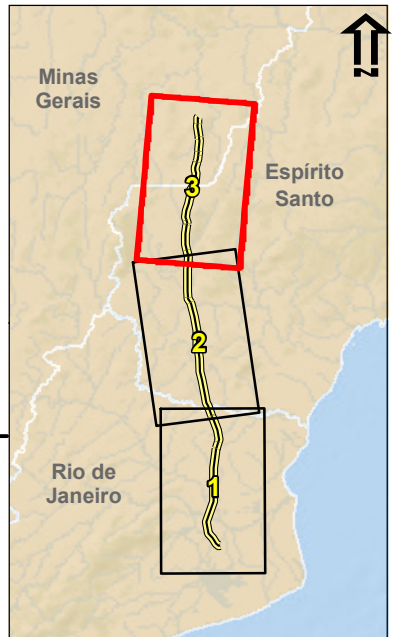 Minas
Gerais
N
Espírito
Santo
3
2
Rio de
Janeiro
1